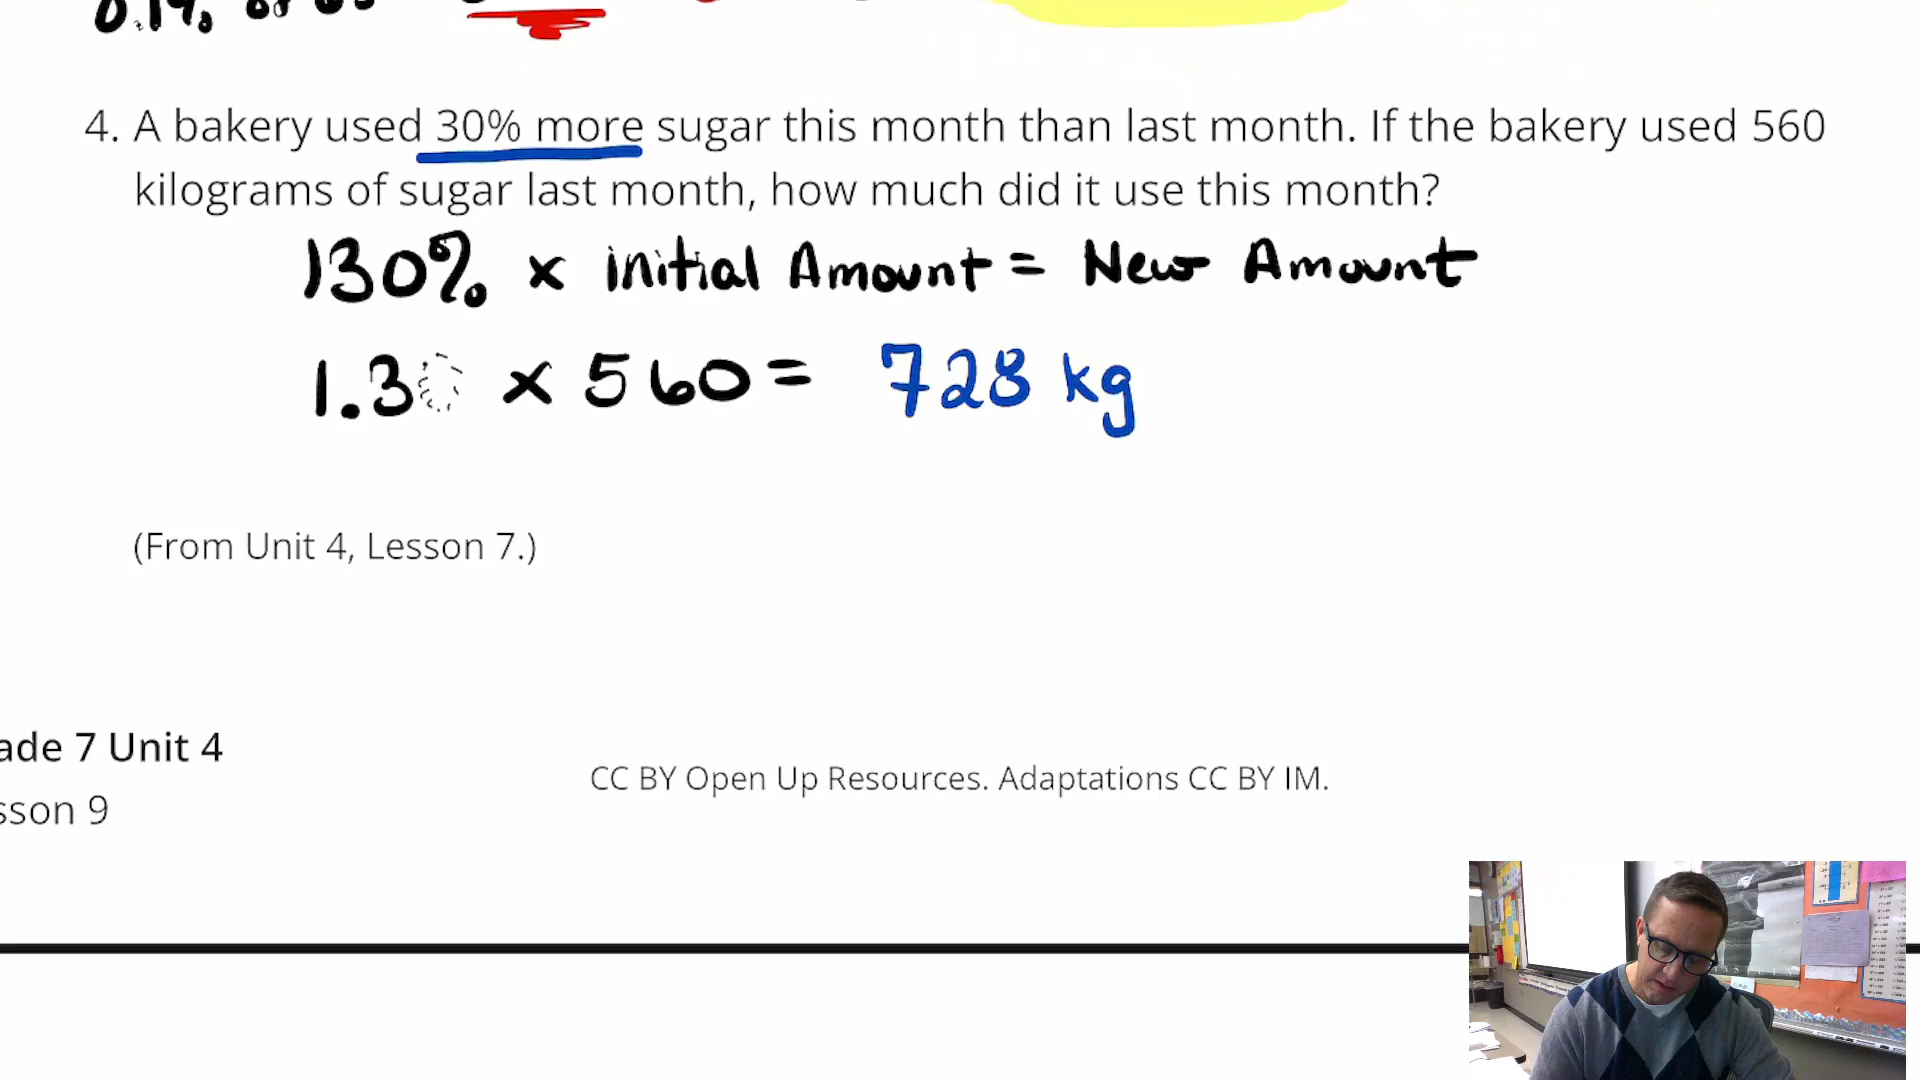 4. A bakery used 30% more sugar this month than last month. If the bakery used 560
kilograms of sugar last month, how much did it use this month?
130% x initial Amount = New Amount
1.30 x 560 = 728 kg
(From Unit 4, Lesson 7.)
ade 7 Unit 4
sson 9
CC BY Open Up Resources. Adaptations CC BY IM.